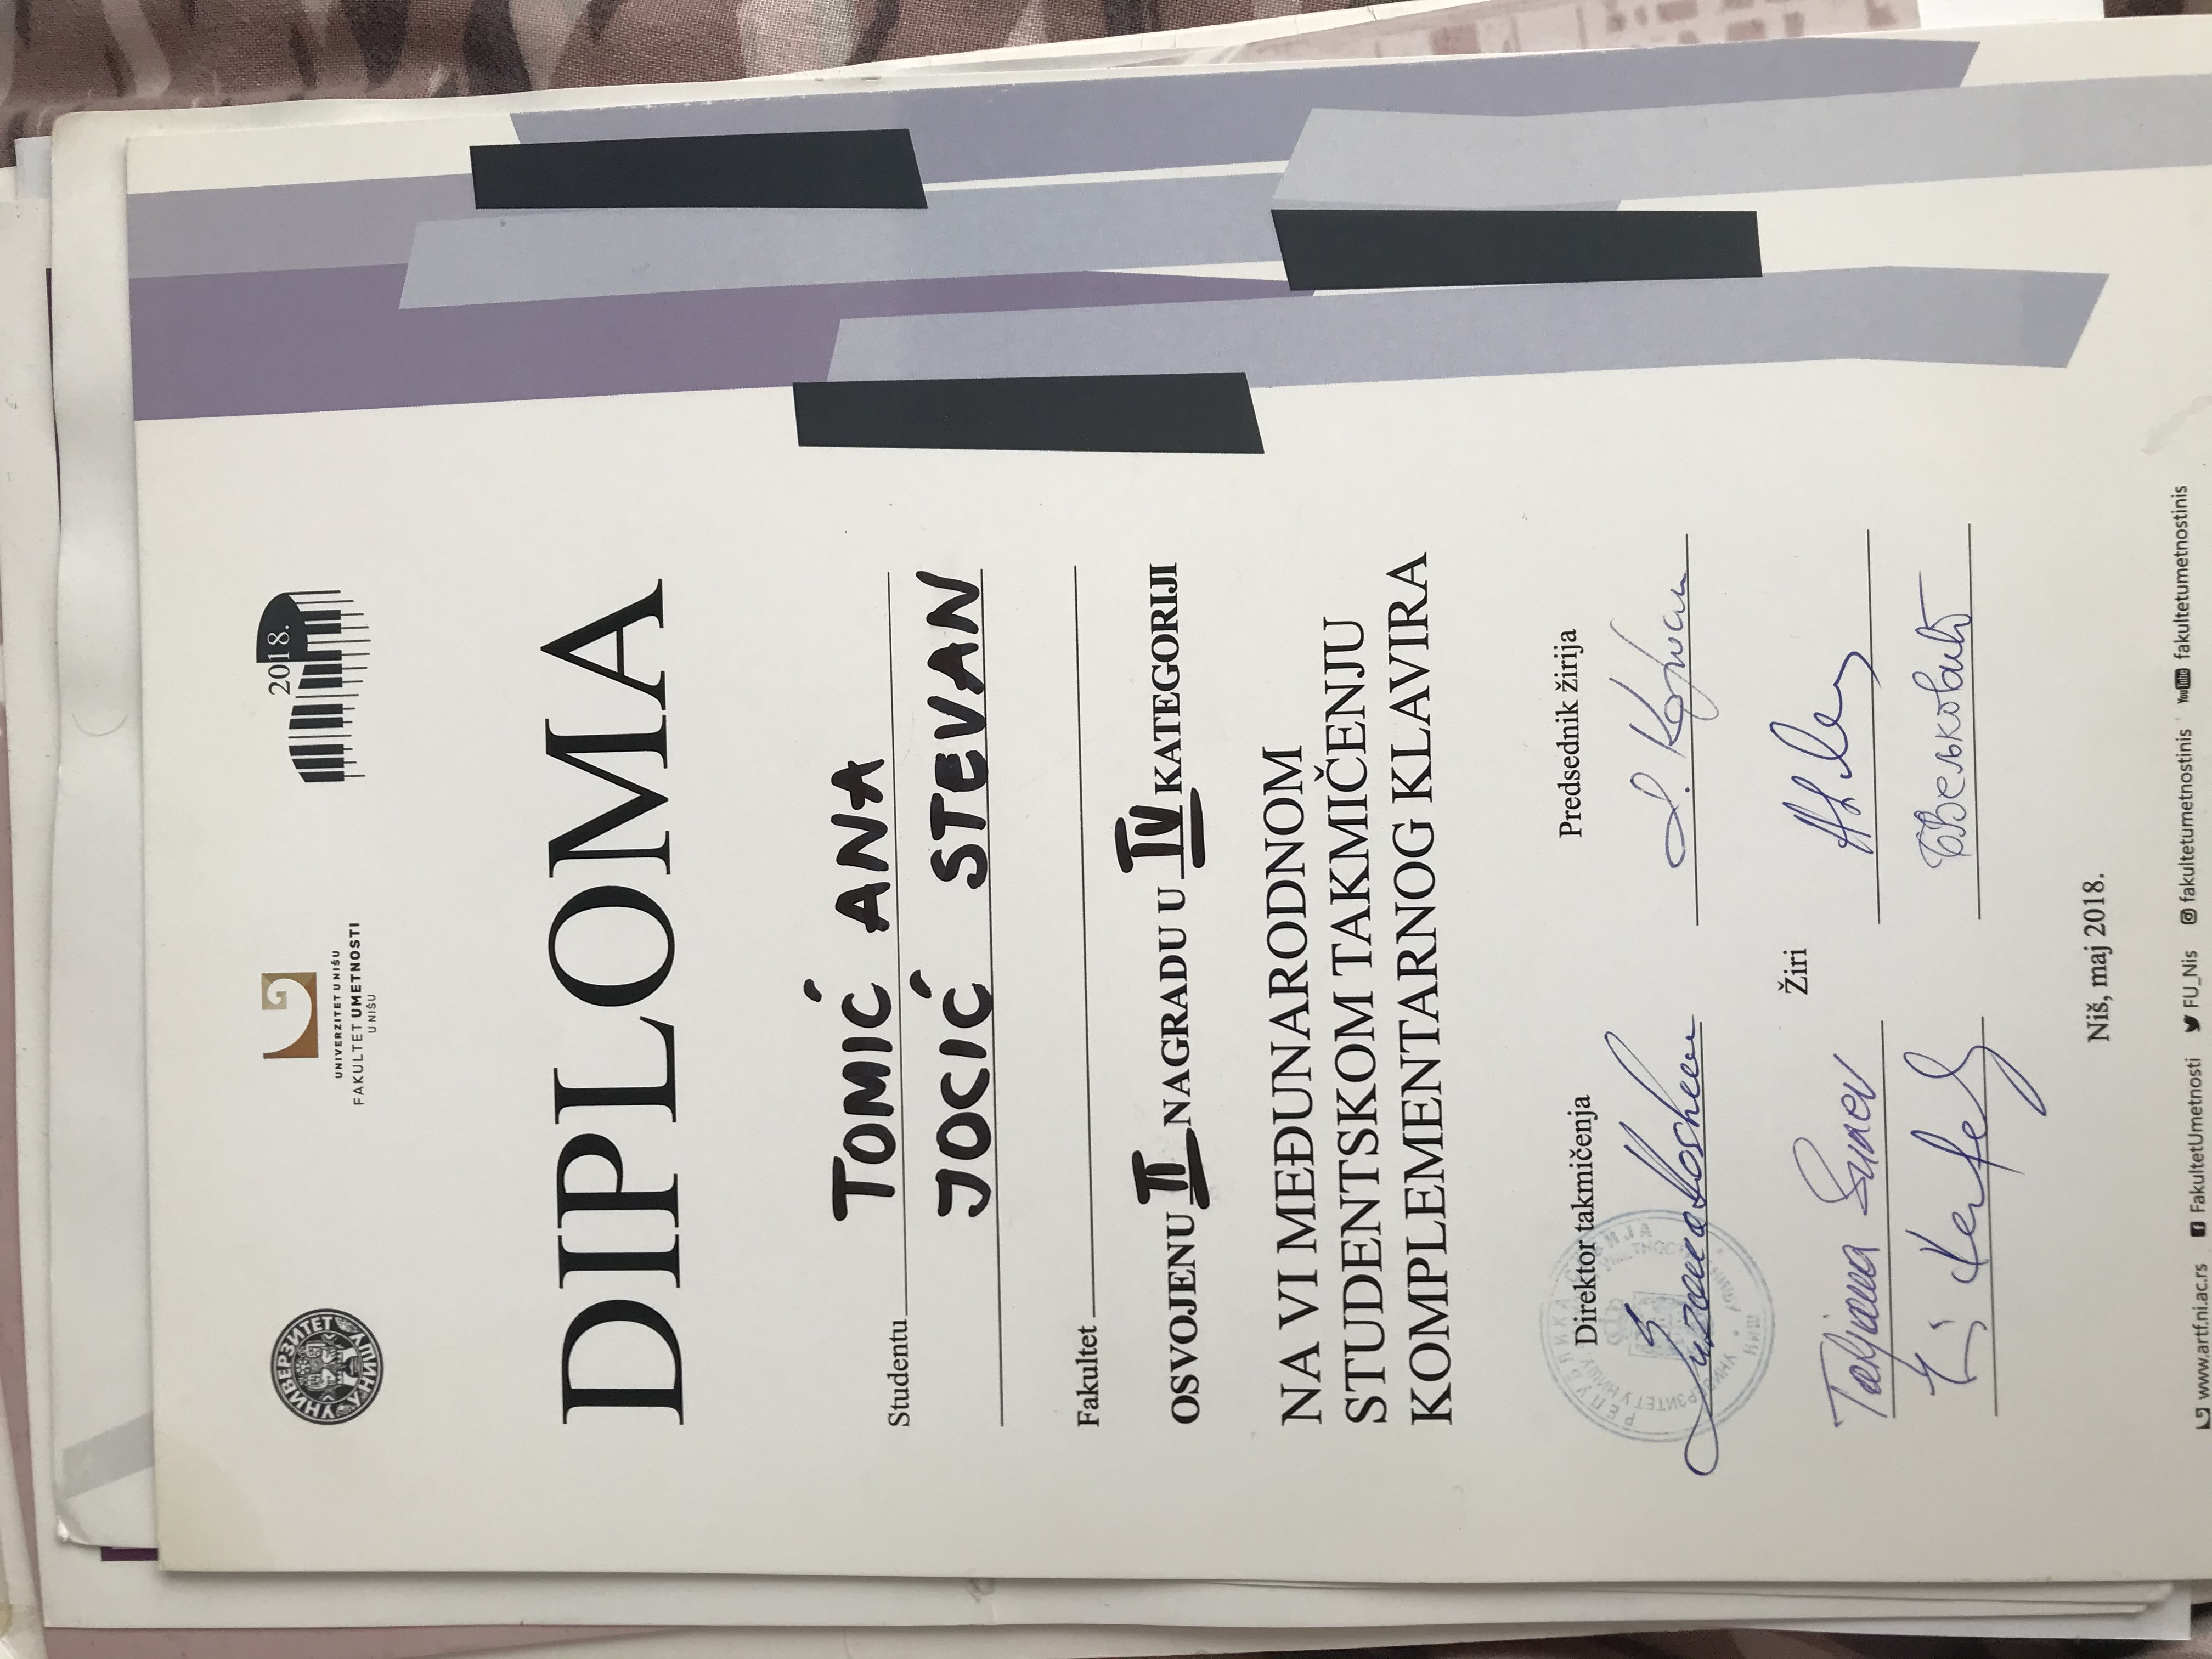 УНИВЕРЗИТЕТ У НИШУ
UNIVERZITET U NIŠU
FAKULTET UMETNOSTI
U NIŠU
2018.
DIPLOMA
Studentu TOMIĆ ANA
JOCIĆ STEVAN
Fakultet
OSVOJENU II NAGRADU U IV KATEGORIJI
NA VI MEĐUNARODNOM
STUDENTSKOM TAKMIČENJU
KOMPLEMENTARNOG KLAVIRA
Direktor takmičenja Predsednik žirija
Žiri
Tatjana
Niš, maj 2018.
www.artf.ni.ac.rs FakultetUmetnosti FU_Nis fakultetumetnostinis YouTube fakultetumetnostinis